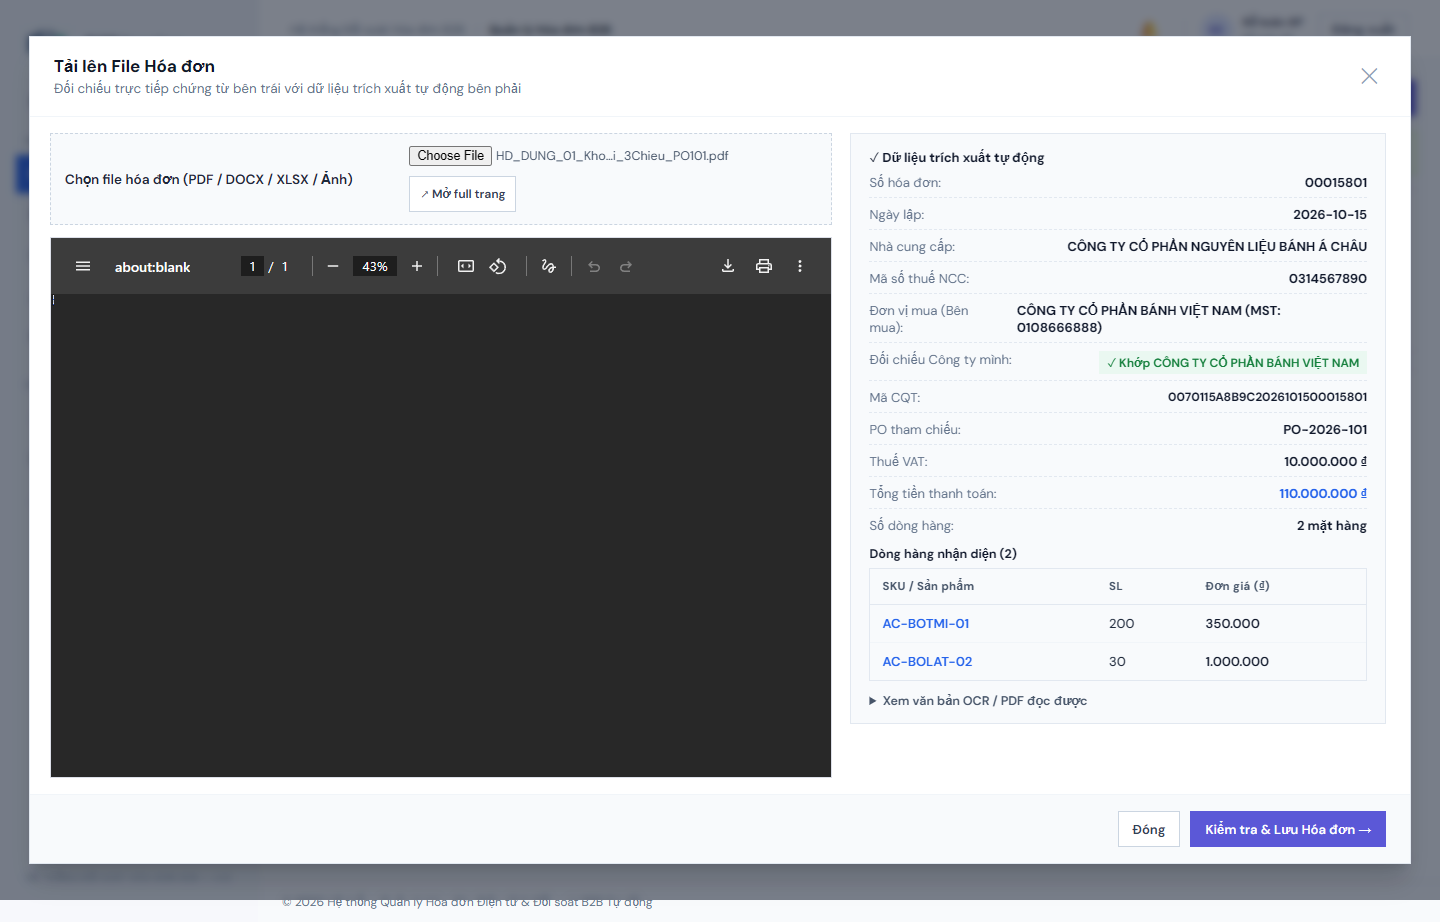 Tải lên File Hóa đơn
Đối chiếu trực tiếp chứng từ bên trái với dữ liệu trích xuất tự động bên phải
Chọn file hóa đơn (PDF / DOCX / XLSX / Ảnh)
Choose File HD_DUNG_01_Kho...i_3Chieu_PO101.pdf
↗ Mở full trang
about:blank
1 / 1
43%
✓ Dữ liệu trích xuất tự động
Số hóa đơn: 00015801
Ngày lập: 2026-10-15
Nhà cung cấp: CÔNG TY CỔ PHẦN NGUYÊN LIỆU BÁNH Á CHÂU
Mã số thuế NCC: 0314567890
Đơn vị mua (Bên mua): CÔNG TY CỔ PHẦN BÁNH VIỆT NAM (MST: 0108666888)
Đối chiếu Công ty mình: ✓ Khớp CÔNG TY CỔ PHẦN BÁNH VIỆT NAM
Mã CQT: 0070115A8B9C2026101500015801
PO tham chiếu: PO-2026-101
Thuế VAT: 10.000.000 ₫
Tổng tiền thanh toán: 110.000.000 ₫
Số dòng hàng: 2 mặt hàng
Dòng hàng nhận diện (2)
SKU / Sản phẩm SL Đơn giá (₫)
AC-BOTMI-01 200 350.000
AC-BOLAT-02 30 1.000.000
▶ Xem văn bản OCR / PDF đọc được
Đóng
Kiểm tra & Lưu Hóa đơn →
© 2026 Hệ thống Quản lý Hóa đơn Điện tử & Đối soát B2B Tự động